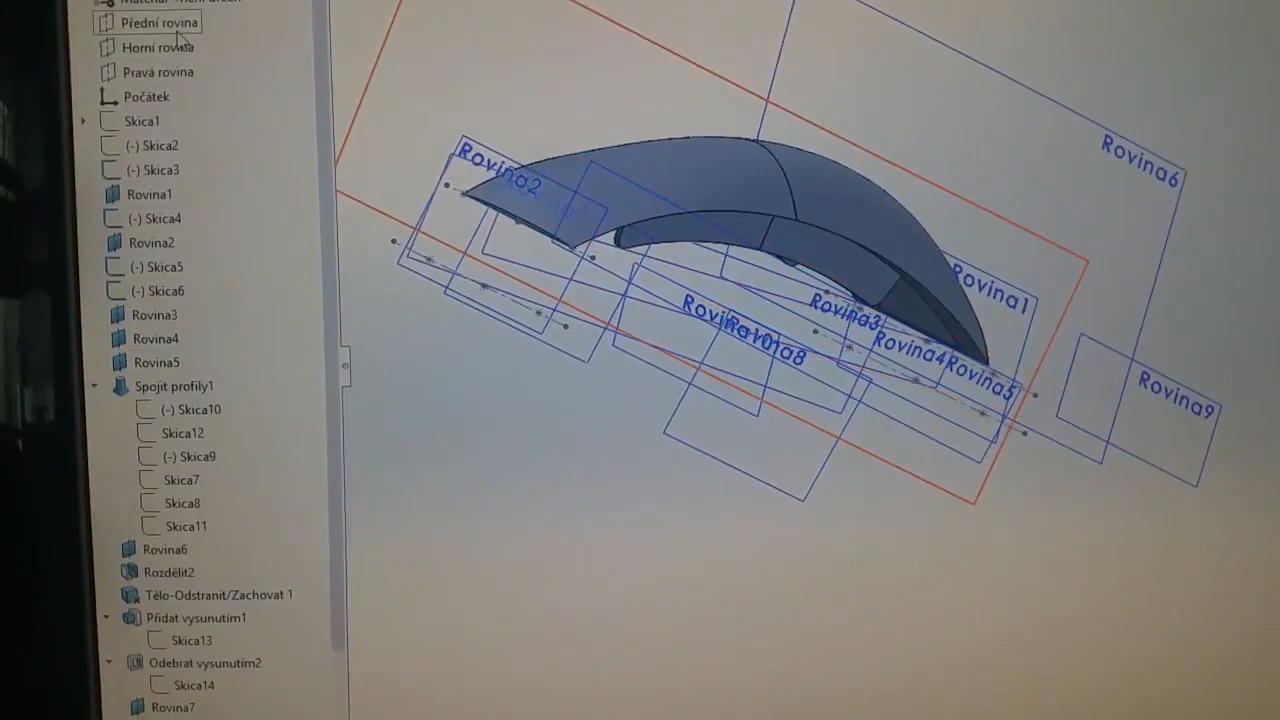 Přední rovina
Horní rovina
Pravá rovina
Počátek
Skica1
(-) Skica2
(-) Skica3
Rovina1
(-) Skica4
Rovina2
(-) Skica5
(-) Skica6
Rovina3
Rovina4
Rovina5
Spojit profily1
(-) Skica10
Skica12
(-) Skica9
Skica7
Skica8
Skica11
Rovina6
Rozdělit2
Tělo-Odstranit/Zachovat 1
Přidat vysunutím1
Skica13
Odebrat vysunutím2
Skica14
Rovina7
Rovina2
Rovina6
Rovina1
Rovina3
Rovina10
Rovina8
Rovina4
Rovina5
Rovina9